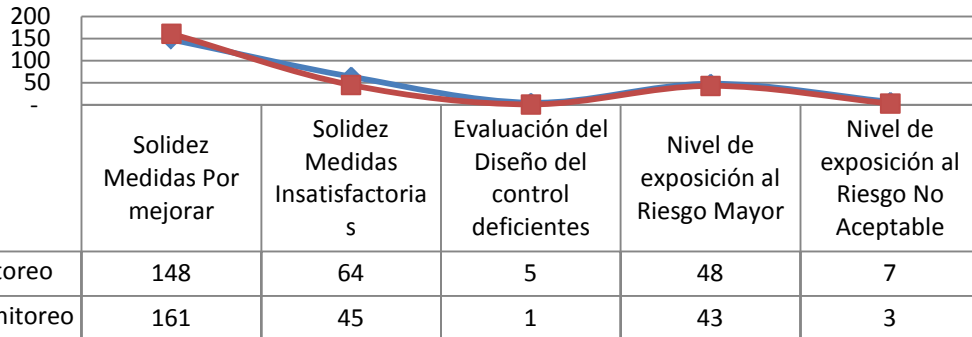 200
150
100
50
-
Solidez Medidas Por mejorar
Solidez Medidas Insatisfactoria s
Evaluación del Diseño del control deficientes
Nivel de exposición al Riesgo Mayor
Nivel de exposición al Riesgo No Aceptable
toreo 148 64 5 48 7
nitoreo 161 45 1 43 3